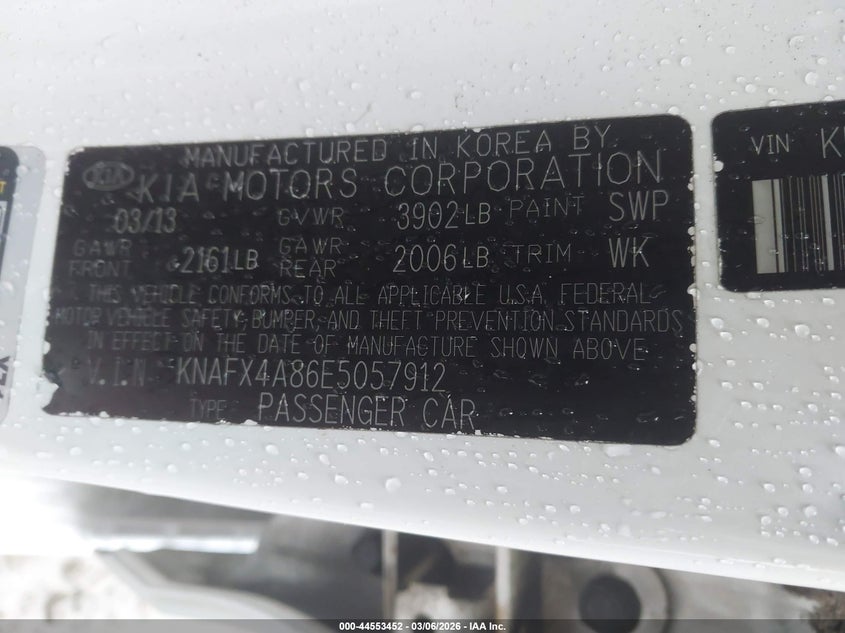 MANUFACTURED IN KOREA BY
KIA KIA MOTORS CORPORATION
03/13 GVWR 3902LB PAINT SWP
GAWR FRONT 2161LB GAWR REAR 2006LB TRIM WK
THIS VEHICLE CONFORMS TO ALL APPLICABLE U.S.A. FEDERAL
MOTOR VEHICLE SAFETY, BUMPER, AND THEFT PREVENTION STANDARDS
IN EFFECT ON THE DATE OF MANUFACTURE SHOWN ABOVE
V.I.N KNAFX4A86E5057912
TYPE PASSENGER CAR
VIN
000-44553452 - 03/06/2026 - IAA Inc.